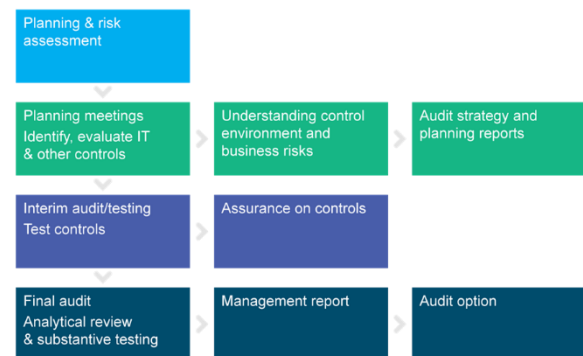 Planning & risk
assessment
Planning meetings
Identify, evaluate IT
& other controls
Understanding control
environment and
business risks
Audit strategy and
planning reports
Interim audit/testing
Test controls
Assurance on controls
Final audit
Analytical review
& substantive testing
Management report
Audit option